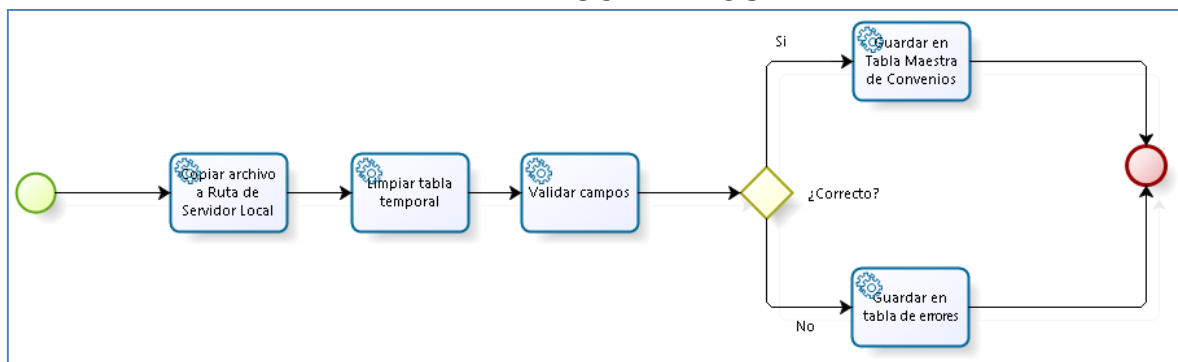 Si
Guardar en
Tabla Maestra
de Convenios
Copiar archivo
a Ruta de
Servidor Local
Limpiar tabla
temporal
Validar campos
¿Correcto?
Guardar en
tabla de errores
No